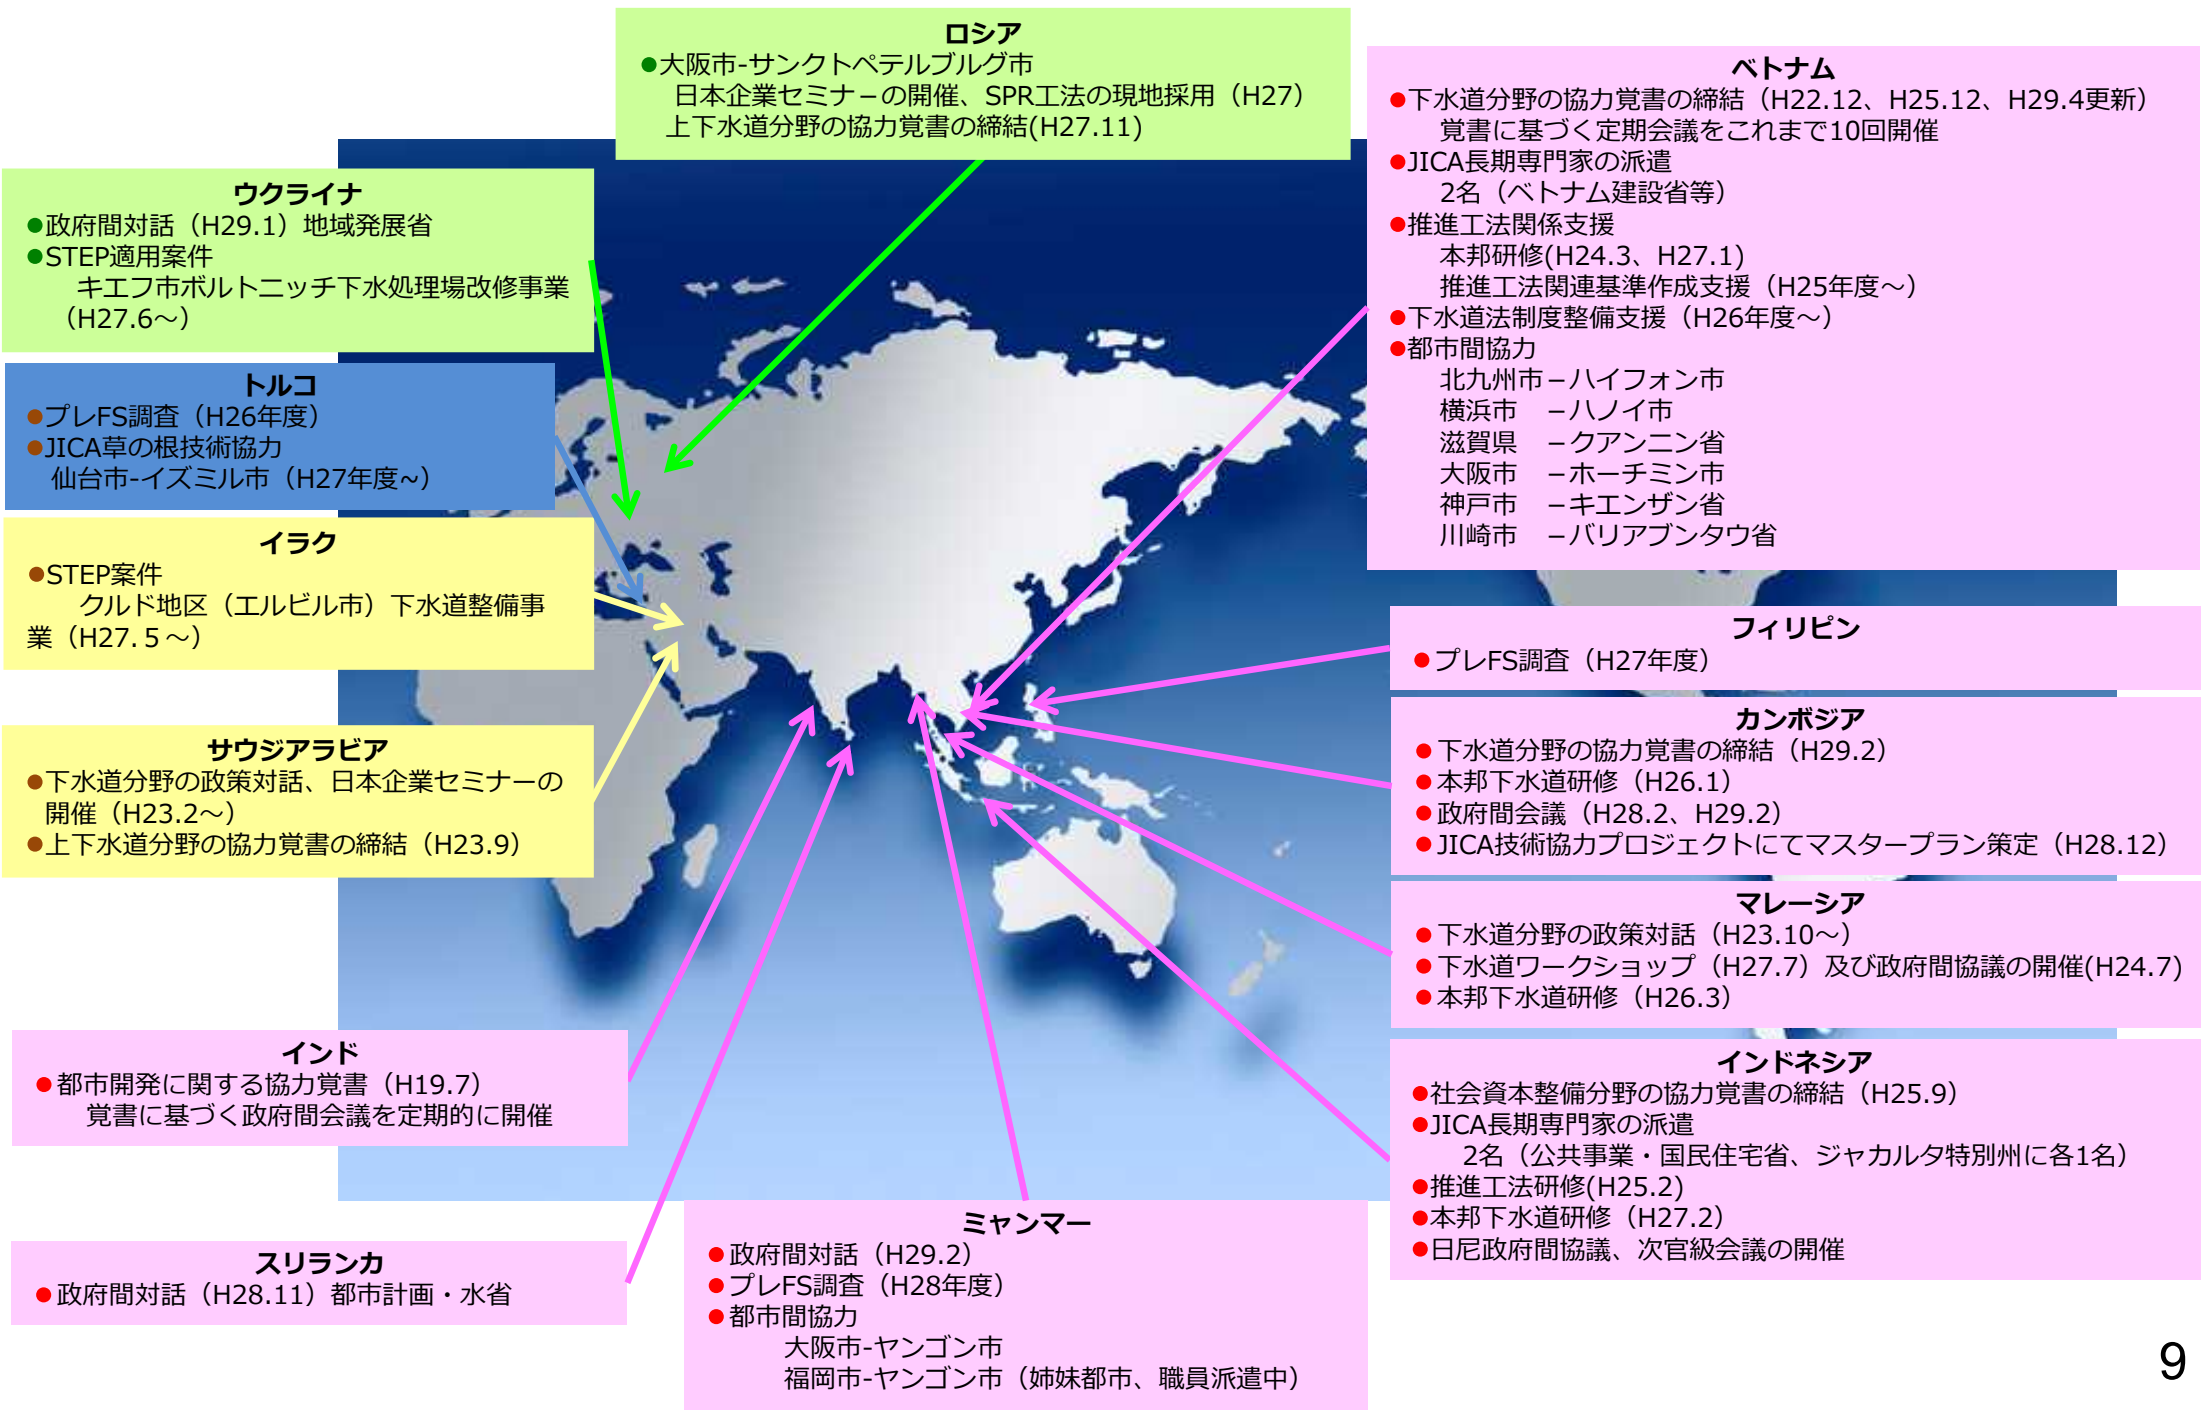 ロシア
●大阪市-サンクトペテルブルグ市
日本企業セミナ－の開催、SPR工法の現地採用（H27）
上下水道分野の協力覚書の締結(H27.11)
ベトナム
●下水道分野の協力覚書の締結（H22.12、H25.12、H29.4更新）
覚書に基づく定期会議をこれまで10回開催
●JICA長期専門家の派遣
2名（ベトナム建設省等）
●推進工法関係支援
本邦研修(H24.3、H27.1)
推進工法関連基準作成支援（H25年度～）
●下水道法制度整備支援（H26年度～）
●都市間協力
北九州市－ハイフォン市
横浜市　－ハノイ市
滋賀県　－クアンニン省
大阪市　－ホーチミン市
神戸市　－キエンザン省
川崎市　－バリアブンタウ省
ウクライナ
●政府間対話（H29.1）地域発展省
●STEP適用案件
キエフ市ボルトニッチ下水処理場改修事業
（H27.6～）
トルコ
●プレFS調査（H26年度）
●JICA草の根技術協力
仙台市-イズミル市（H27年度~）
イラク
●STEP案件
クルド地区（エルビル市）下水道整備事
業（H27.５～）
サウジアラビア
●下水道分野の政策対話、日本企業セミナーの
開催（H23.2～）
●上下水道分野の協力覚書の締結（H23.9）
フィリピン
●プレFS調査（H27年度）
カンボジア
●下水道分野の協力覚書の締結（H29.2）
●本邦下水道研修（H26.1）
●政府間会議（H28.2、H29.2）
●JICA技術協力プロジェクトにてマスタープラン策定（H28.12）
マレーシア
●下水道分野の政策対話（H23.10～）
●下水道ワークショップ（H27.7）及び政府間協議の開催(H24.7)
●本邦下水道研修（H26.3）
インド
●都市開発に関する協力覚書（H19.7）
覚書に基づく政府間会議を定期的に開催
インドネシア
●社会資本整備分野の協力覚書の締結（H25.9）
●JICA長期専門家の派遣
2名（公共事業・国民住宅省、ジャカルタ特別州に各1名）
●推進工法研修(H25.2)
●本邦下水道研修（H27.2）
●日尼政府間協議、次官級会議の開催
スリランカ
●政府間対話（H28.11）都市計画・水省
ミャンマー
●政府間対話（H29.2）
●プレFS調査（H28年度）
●都市間協力
大阪市-ヤンゴン市
福岡市-ヤンゴン市（姉妹都市、職員派遣中）
9